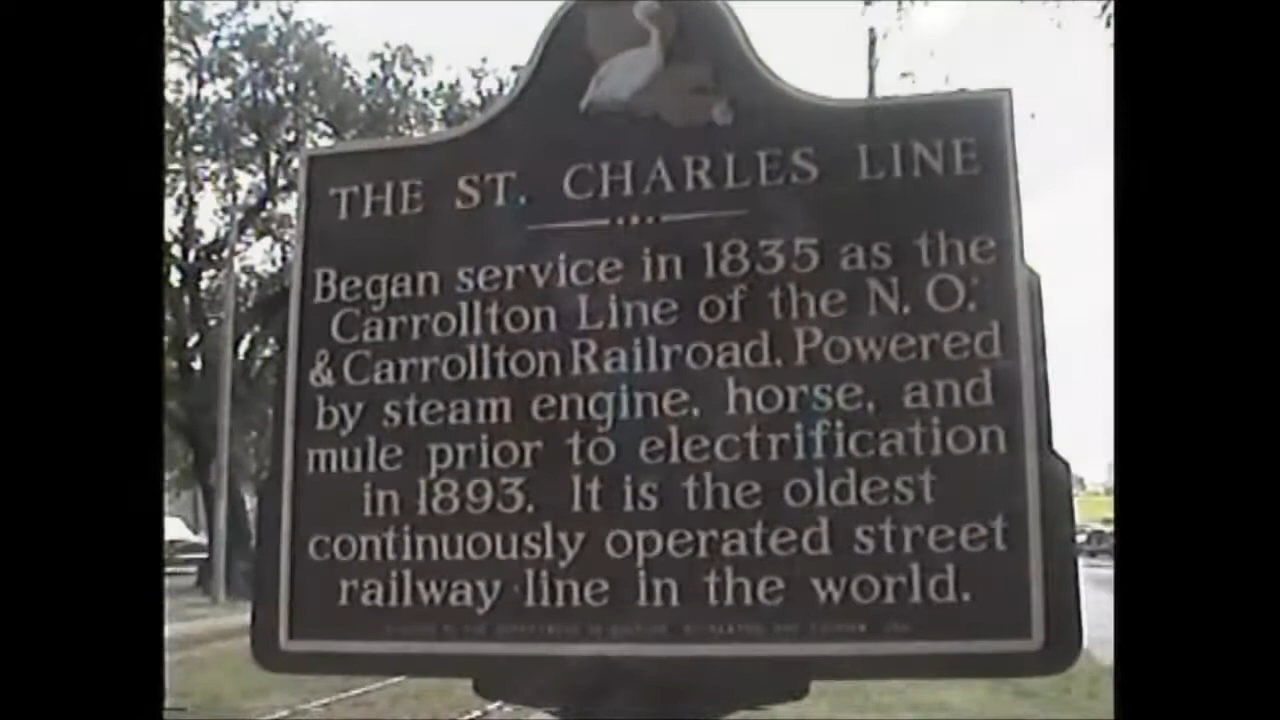 THE ST. CHARLES LINE
Began service in 1835 as the
Carrollton Line of the N. O.
& Carrollton Railroad. Powered
by steam engine, horse, and
mule prior to electrification
in 1893. It is the oldest
continuously operated street
railway line in the world.